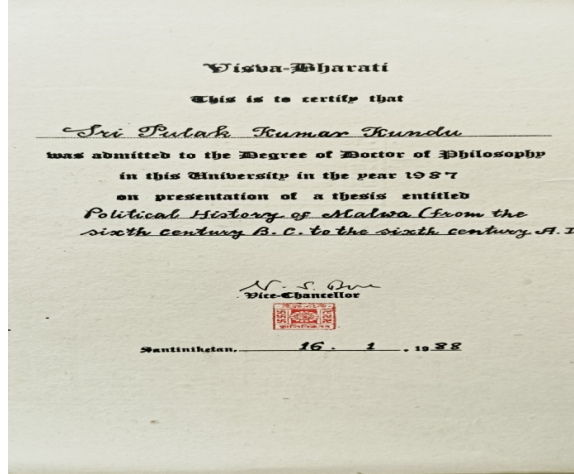 Visva-Bharati
This is to certify that
Sri Pulak Kumar Kundu
was admitted to the Degree of Doctor of Philosophy
in this University in the year 1987
on presentation of a thesis entitled
Political History of Malwa (from the
sixth century B.C. to the sixth century A.
Vice-Chancellor
Santiniketan, 16 . 1 . 1988